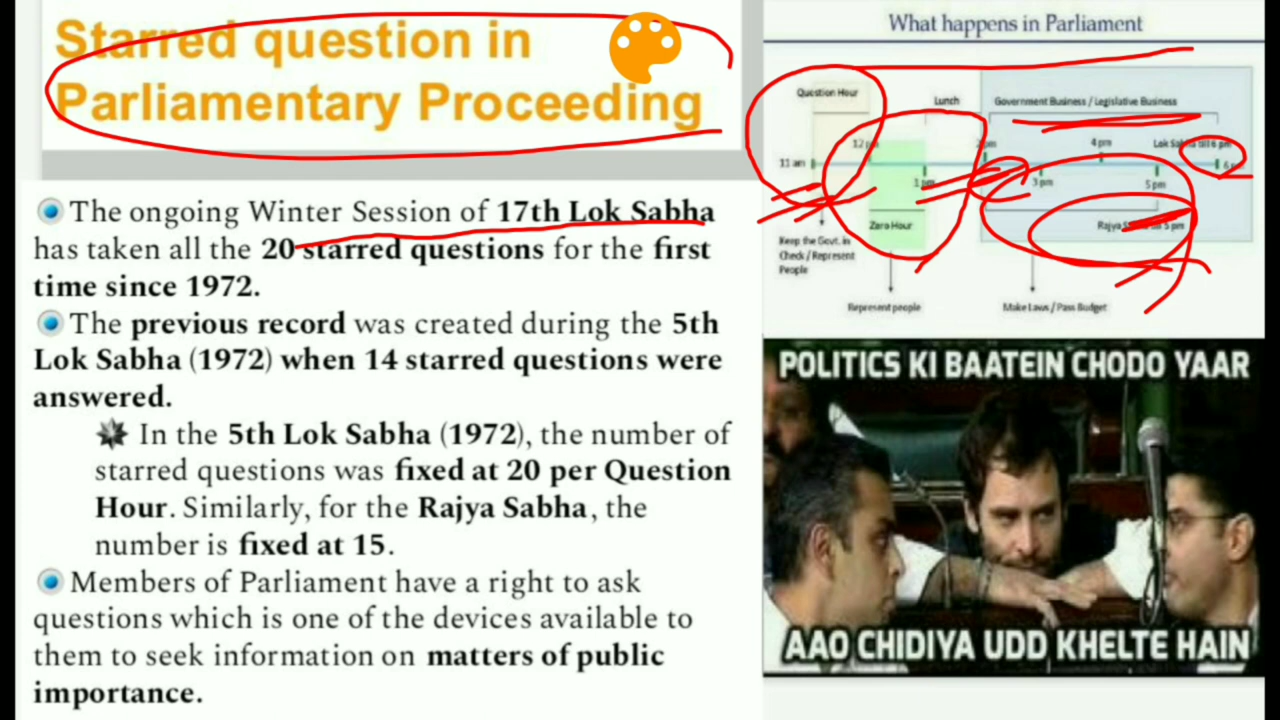 Starred question in
Parliamentary Proceeding
The ongoing Winter Session of 17th Lok Sabha
has taken all the 20 starred questions for the first
time since 1972.
The previous record was created during the 5th
Lok Sabha (1972) when 14 starred questions were
answered.
In the 5th Lok Sabha (1972), the number of
starred questions was fixed at 20 per Question
Hour. Similarly, for the Rajya Sabha, the
number is fixed at 15.
Members of Parliament have a right to ask
questions which is one of the devices available to
them to seek information on matters of public
importance.
What happens in Parliament
Question Hour
Lunch
Government Business / Legislative Business
11 am
12 pm
1 pm
3 pm
4 pm
5 pm
Zero Hour
Keep the Govt. in
Check / Represent
People
Represent people
Make Laws / Pass Budget
POLITICS KI BAATEIN CHODO YAAR
AAO CHIDIYA UDD KHELTE HAIN